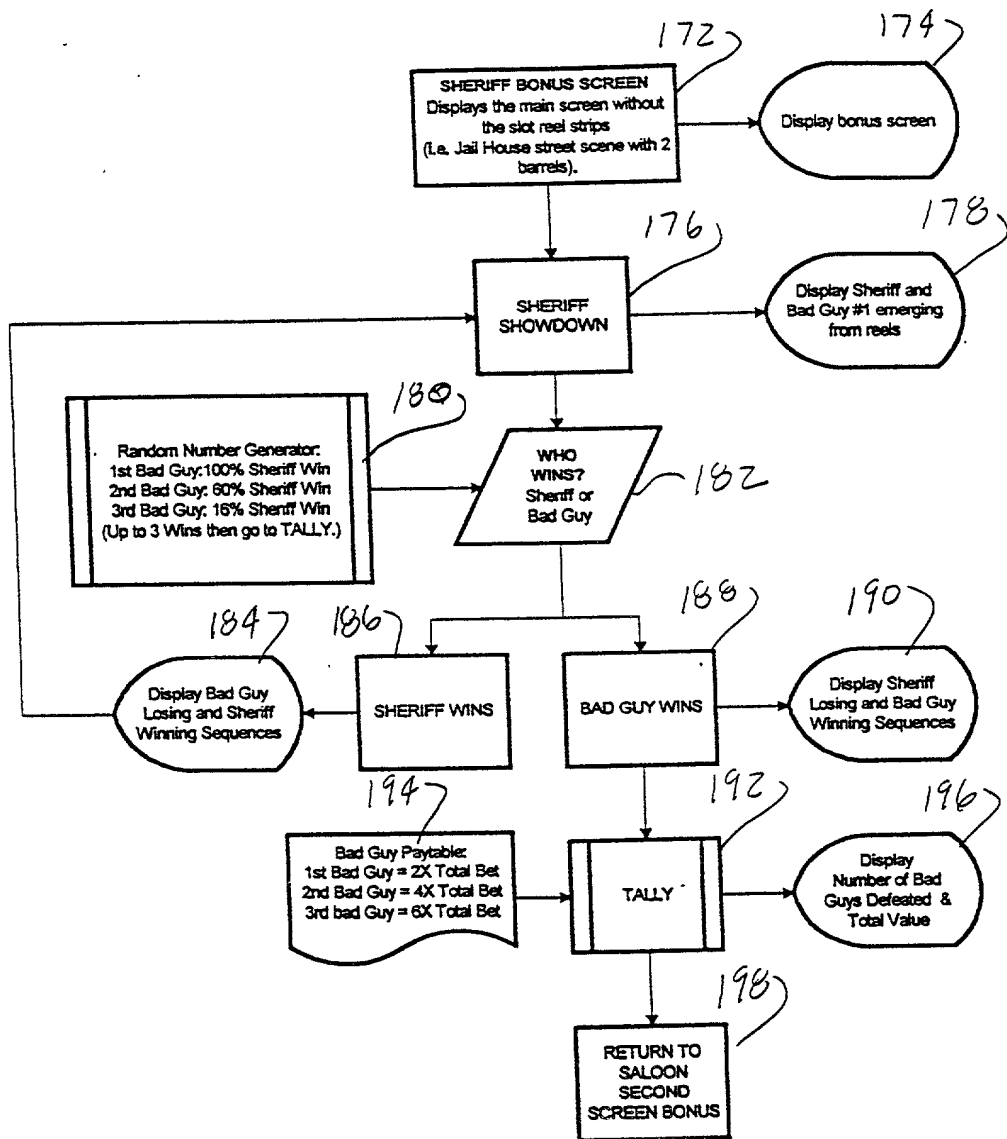 172
174
SHERIFF BONUS SCREEN
Displays the main screen without
the slot reel strips
(i.e. Jail House street scene with 2
barrels).
Display bonus screen
176
178
SHERIFF
SHOWDOWN
Display Sheriff and
Bad Guy #1 emerging
from reels
180
Random Number Generator:
1st Bad Guy:100% Sheriff Win
2nd Bad Guy: 60% Sheriff Win
3rd Bad Guy: 16% Sheriff Win
(Up to 3 Wins then go to TALLY.)
WHO
WINS?
Sheriff or
Bad Guy
182
184
186
188
190
Display Bad Guy
Losing and Sheriff
Winning Sequences
SHERIFF WINS
BAD GUY WINS
Display Sheriff
Losing and Bad Guy
Winning Sequences
194
192
196
Bad Guy Paytable:
1st Bad Guy = 2X Total Bet
2nd Bad Guy = 4X Total Bet
3rd bad Guy = 6X Total Bet
TALLY
Display
Number of Bad
Guys Defeated &
Total Value
198
RETURN TO
SALOON
SECOND
SCREEN BONUS